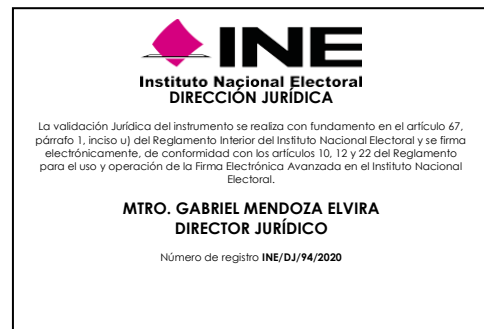 INE
Instituto Nacional Electoral
DIRECCIÓN JURÍDICA
La validación Jurídica del instrumento se realiza con fundamento en el artículo 67,
párrafo 1, inciso u) del Reglamento Interior del Instituto Nacional Electoral y se firma
electrónicamente, de conformidad con los artículos 10, 12 y 22 del Reglamento
para el uso y operación de la Firma Electrónica Avanzada en el Instituto Nacional
Electoral.
MTRO. GABRIEL MENDOZA ELVIRA
DIRECTOR JURÍDICO
Número de registro INE/DJ/94/2020